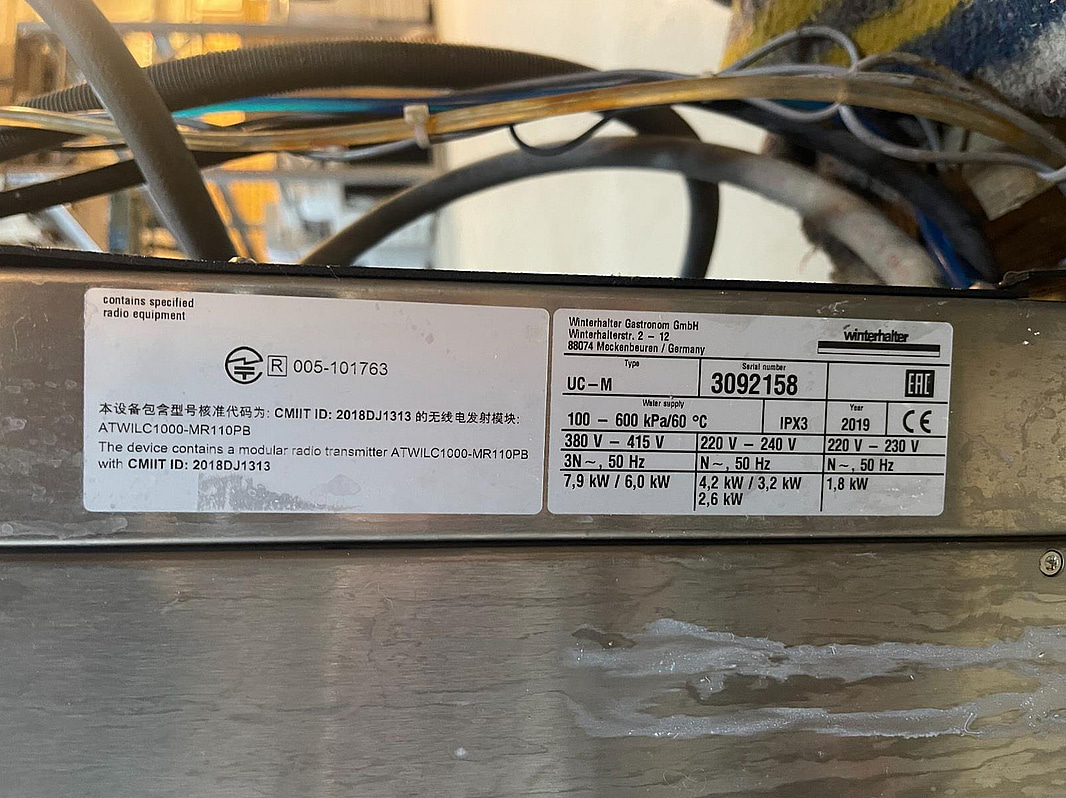 contains specified
radio equipment
R 005-101763
本设备包含型号核准代码为: CMIIT ID: 2018DJ1313 的无线电发射模块:
ATWILC1000-MR110PB
The device contains a modular radio transmitter ATWILC1000-MR110PB
with CMIIT ID: 2018DJ1313
Winterhalter Gastronom GmbH
Winterhalterstr. 2 – 12
88074 Meckenbeuren / Germany
winterhalter
Type
UC–M
Serial number
3092158
EAC
Water supply
100 – 600 kPa/60 °C
IPX3
Year
2019
CE
380 V – 415 V
220 V – 240 V
220 V – 230 V
3N~, 50 Hz
N~, 50 Hz
N~, 50 Hz
7,9 kW / 6,0 kW
4,2 kW / 3,2 kW
1,8 kW
2,6 kW